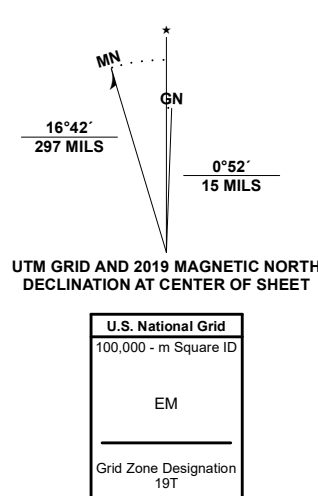 ★
MN
GN
16°42´
297 MILS
0°52´
15 MILS
UTM GRID AND 2019 MAGNETIC NORTH
DECLINATION AT CENTER OF SHEET
U.S. National Grid
100,000 - m Square ID
EM
Grid Zone Designation
19T